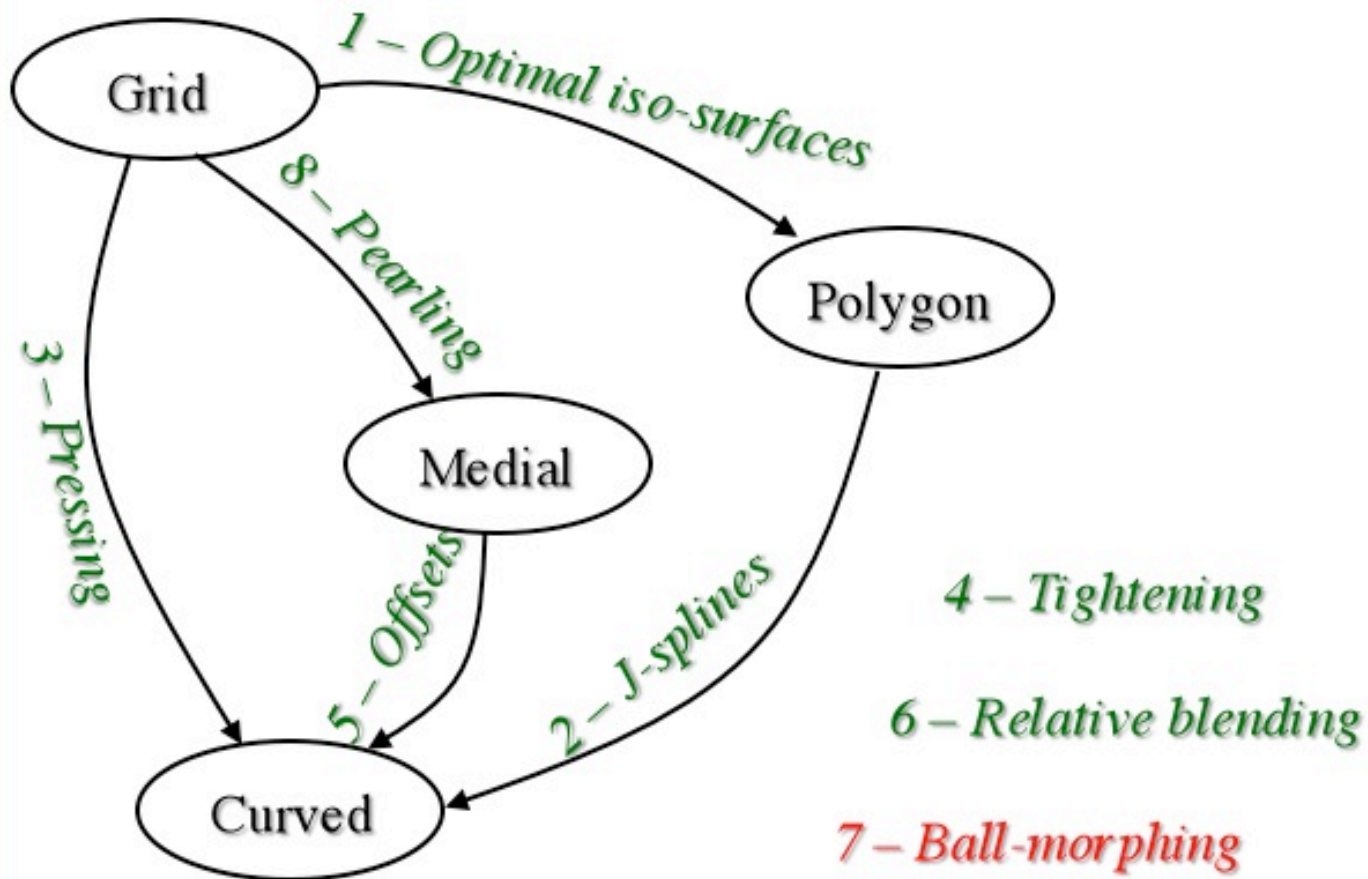 1 – Optimal iso-surfaces
Grid
8 – Pearling
Polygon
3 – Pressing
Medial
5 – Offsets
2 – J-splines
4 – Tightening
6 – Relative blending
Curved
7 – Ball-morphing